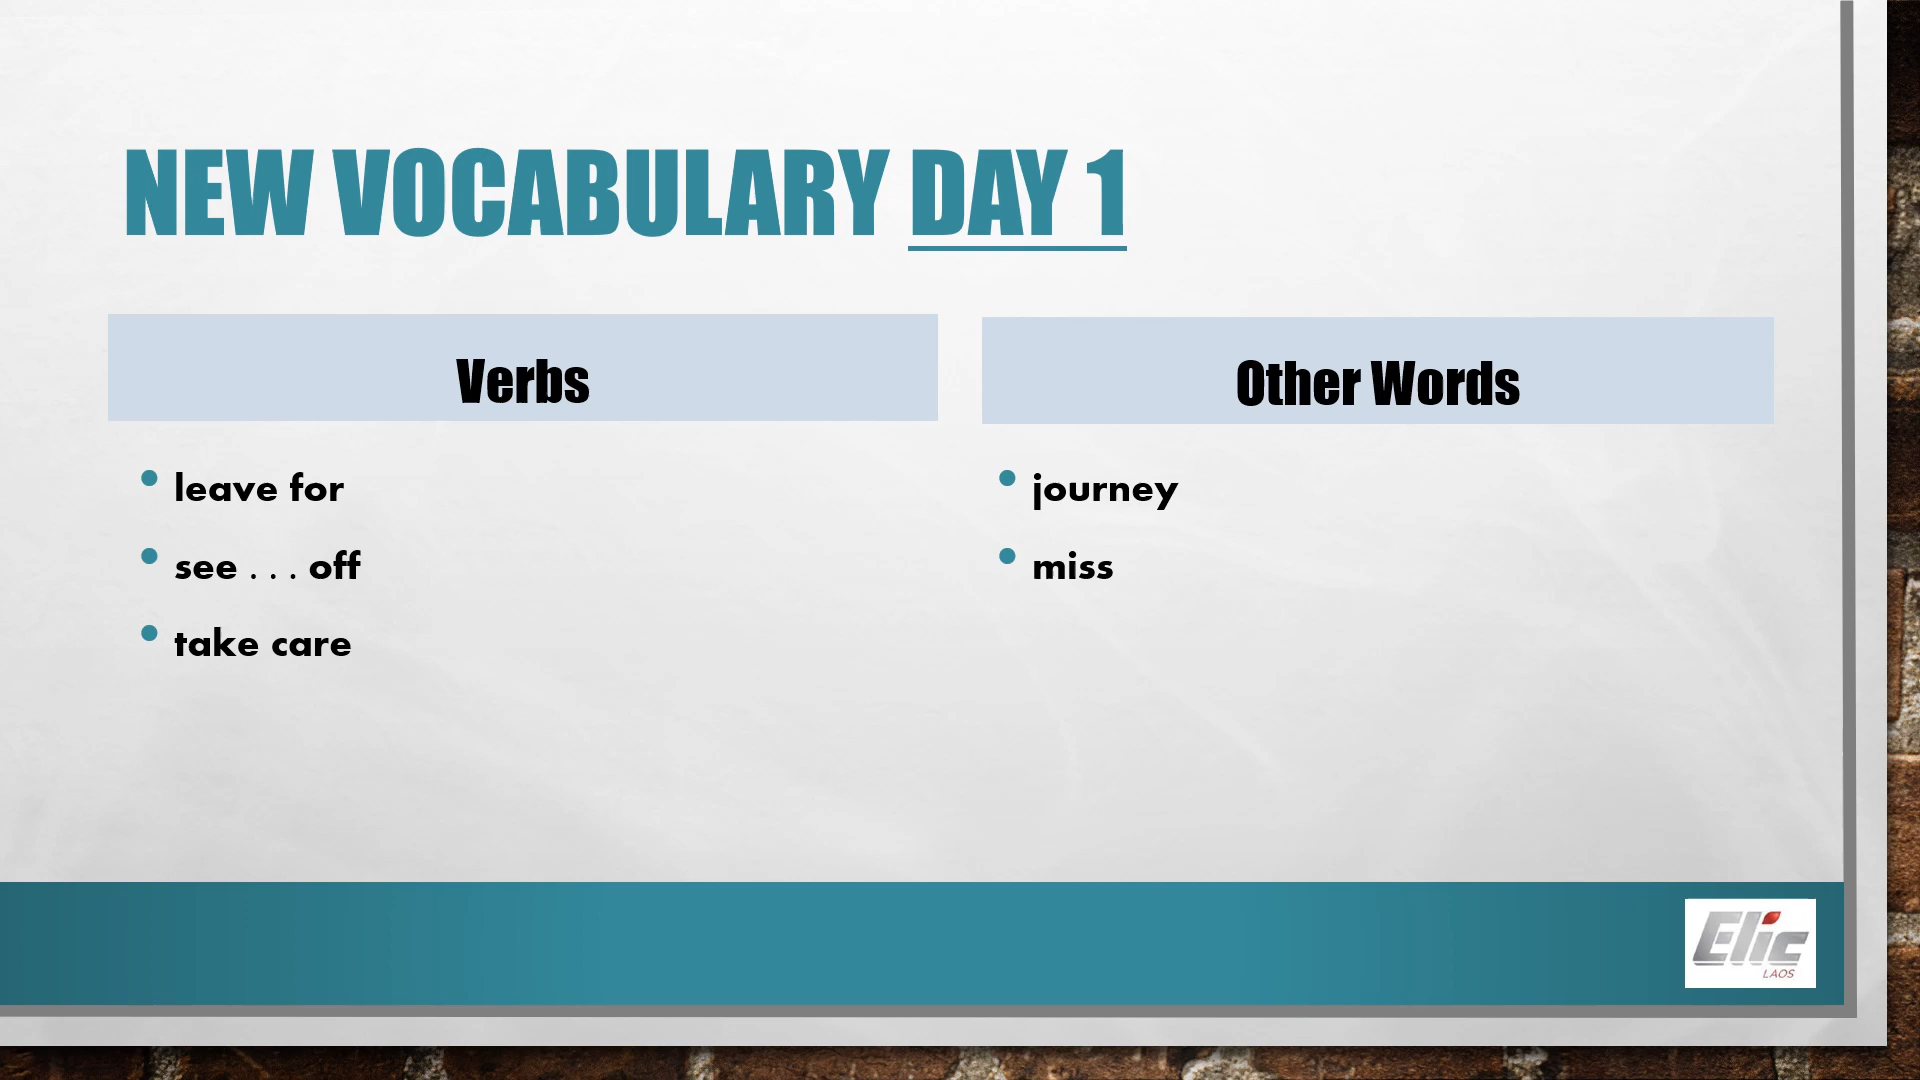 NEW VOCABULARY DAY 1
Verbs
leave for
see . . . off
take care
Other Words
journey
miss
Elic
LAOS